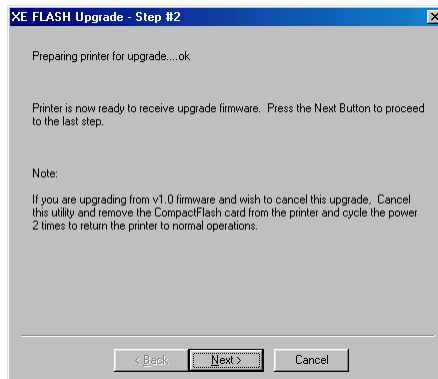 XE FLASH Upgrade - Step #2
Preparing printer for upgrade....ok
Printer is now ready to receive upgrade firmware. Press the Next Button to proceed
to the last step.
Note:
If you are upgrading from v1.0 firmware and wish to cancel this upgrade, Cancel
this utility and remove the CompactFlash card from the printer and cycle the power
2 times to return the printer to normal operations.
< Back
Next >
Cancel